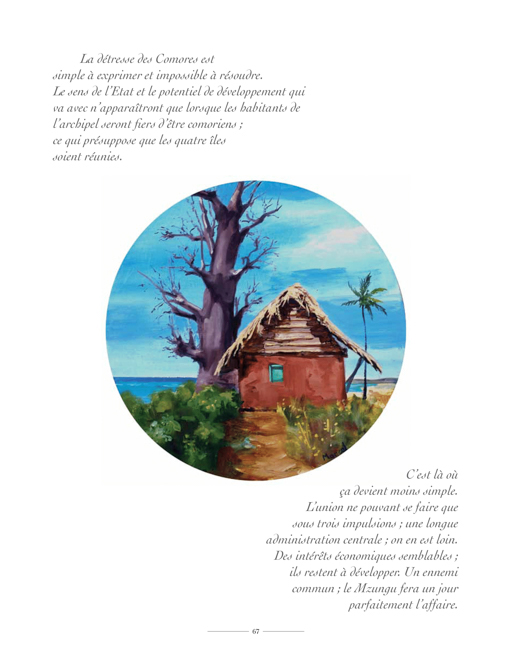 La détresse des Comores est
simple à exprimer et impossible à résoudre.
Le sens de l'Etat et le potentiel de développement qui
va avec n'apparaîtront que lorsque les habitants de
l'archipel seront fiers d'être comoriens ;
ce qui présuppose que les quatre îles
soient réunies.
C'est là où
ça devient moins simple.
L'union ne pouvant se faire que
sous trois impulsions ; une longue
administration centrale ; on en est loin.
Des intérêts économiques semblables ;
ils restent à développer. Un ennemi
commun ; le Mzungu fera un jour
parfaitement l'affaire.
67